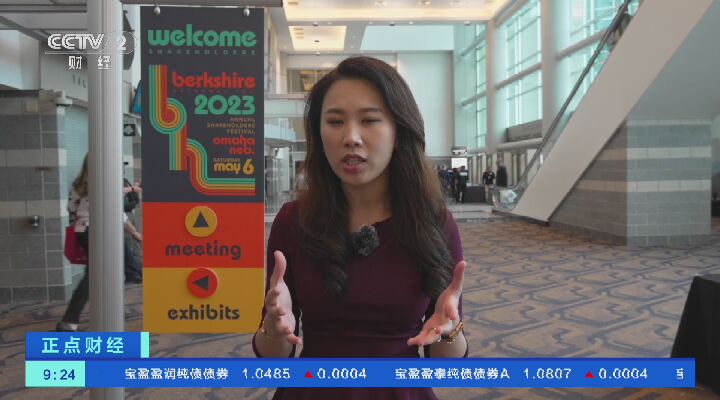 CCTV 2
财 经
welcome
SHAREHOLDERS
berkshire
2023
ANNUAL
SHAREHOLDERS
FESTIVAL
omaha
neb.
SATURDAY
may 6
meeting
exhibits
正点财经
9:24 宝盈盈润纯债债券 1.0485 ▲0.0004 宝盈盈泰纯债债券A 1.0807 ▲0.0004